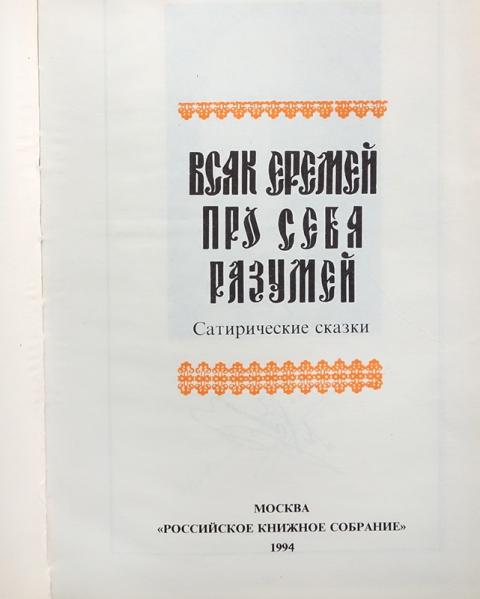 ВСЯК ЕРЕМЕЙ
ПРО СЕБЯ
РАЗУМЕЙ
Сатирические сказки
МОСКВА
«РОССИЙСКОЕ КНИЖНОЕ СОБРАНИЕ»
1994